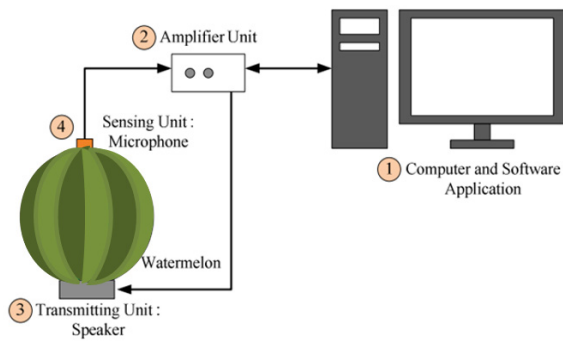 2 Amplifier Unit
4 Sensing Unit :
Microphone
1 Computer and Software
Application
Watermelon
3 Transmitting Unit :
Speaker